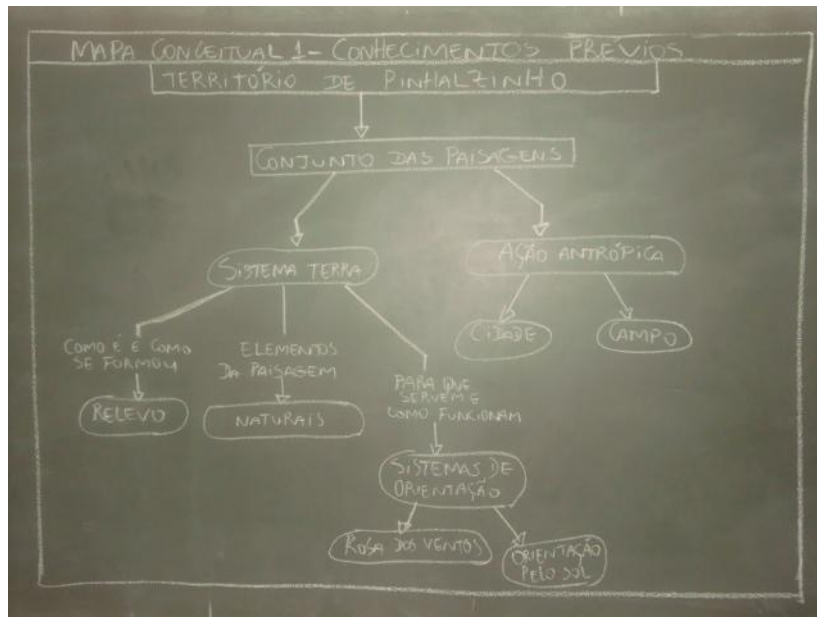 MAPA CONCEITUAL 1 - CONHECIMENTOS PRÉVIOS
TERRITÓRIO DE PINHALZINHO
CONJUNTO DAS PAISAGENS
SISTEMA TERRA
AÇÃO ANTRÓPICA
CIDADE
CAMPO
COMO É E COMO
SE FORMOU
RELEVO
ELEMENTOS
DA PAISAGEM
NATURAIS
PARA QUE
SERVEM E
COMO FUNCIONAM
SISTEMAS DE
ORIENTAÇÃO
ROSA DOS VENTOS
ORIENTAÇÃO
PELO SOL